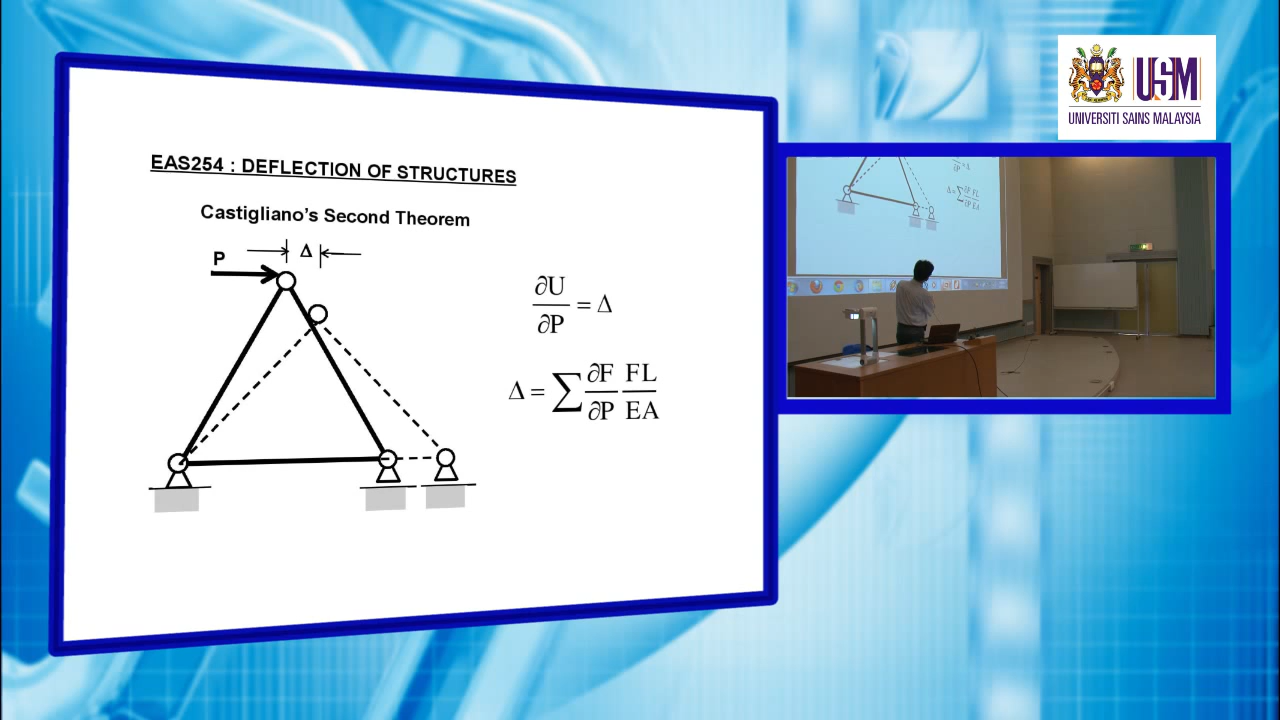 EAS254 : DEFLECTION OF STRUCTURES
Castigliano's Second Theorem
P
Δ
∂U/∂P = Δ
Δ = ∑ ∂F/∂P FL/EA
USM
UNIVERSITI SAINS MALAYSIA